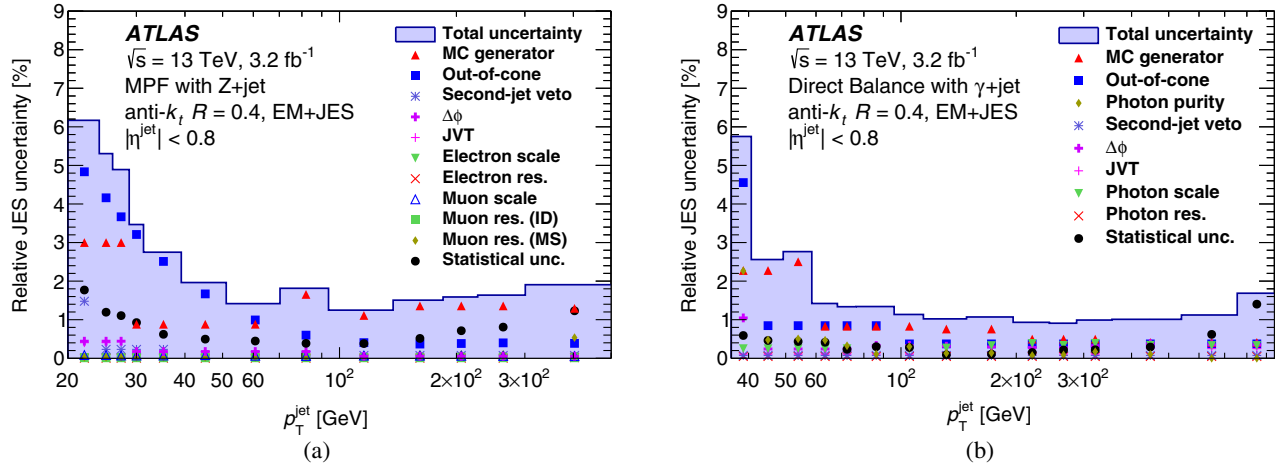 ATLAS
√s = 13 TeV, 3.2 fb⁻¹
MPF with Z+jet
anti-kₜ R = 0.4, EM+JES
|ηʲᵉᵗ| < 0.8
Total uncertainty
MC generator
Out-of-cone
Second-jet veto
Δϕ
JVT
Electron scale
Electron res.
Muon scale
Muon res. (ID)
Muon res. (MS)
Statistical unc.
Relative JES uncertainty [%]
9
8
7
6
5
4
3
2
1
0
20 30 40 50 60 10² 2×10² 3×10²
p_T^jet [GeV]
(a)
ATLAS
√s = 13 TeV, 3.2 fb⁻¹
Direct Balance with γ+jet
anti-kₜ R = 0.4, EM+JES
|ηʲᵉᵗ| < 0.8
Total uncertainty
MC generator
Out-of-cone
Photon purity
Second-jet veto
Δϕ
JVT
Photon scale
Photon res.
Statistical unc.
Relative JES uncertainty [%]
9
8
7
6
5
4
3
2
1
0
40 50 60 10² 2×10² 3×10²
p_T^jet [GeV]
(b)